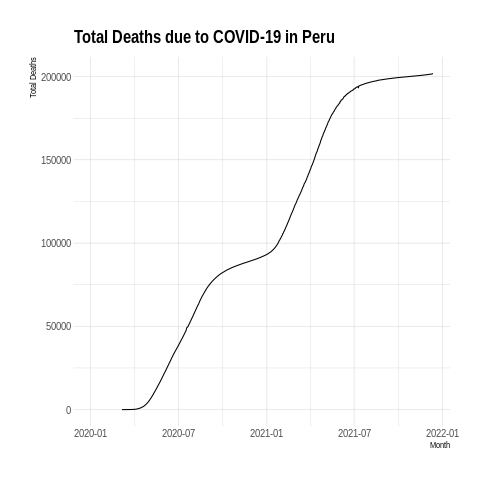 Total Deaths due to COVID-19 in Peru
Total Deaths
200000
150000
100000
50000
0
2020-01 2020-07 2021-01 2021-07 2022-01
Month